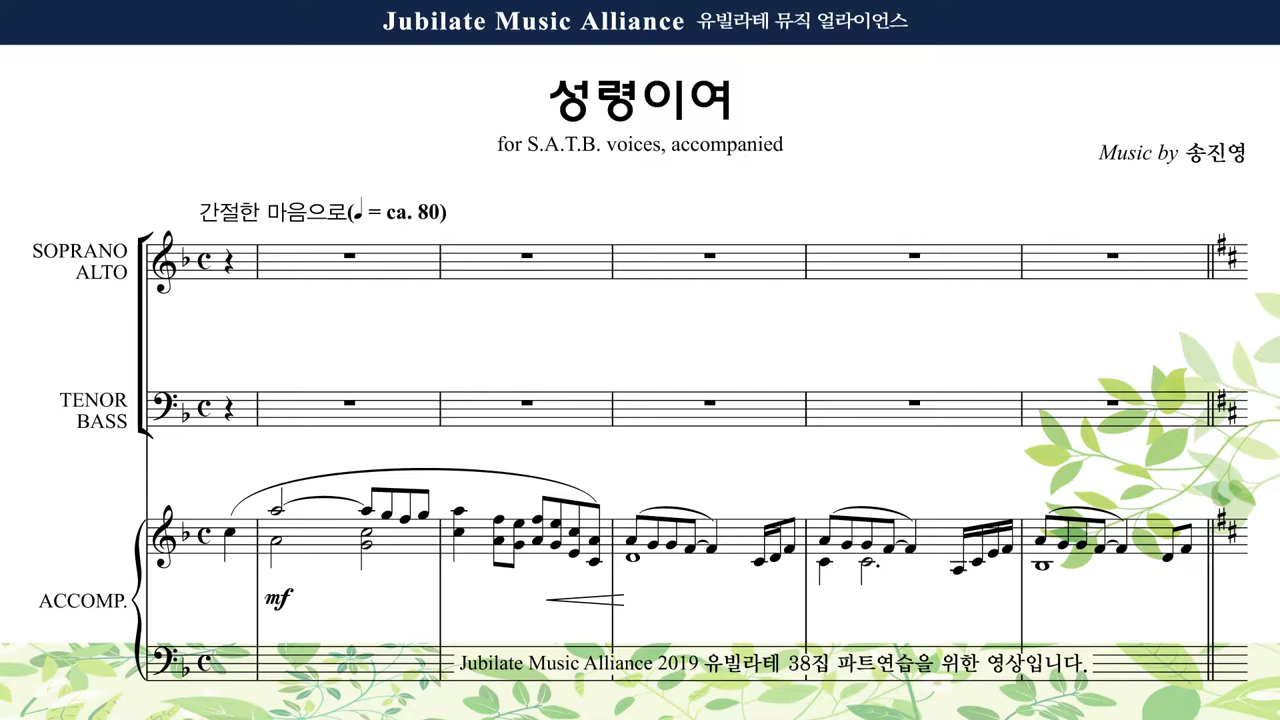 Jubilate Music Alliance 유빌라테 뮤직 얼라이언스
성령이여
for S.A.T.B. voices, accompanied
Music by 송진영
간절한 마음으로(♩ = ca. 80)
SOPRANO
ALTO
TENOR
BASS
mf
ACCOMP.
Jubilate Music Alliance 2019 유빌라테 38집 파트연습을 위한 영상입니다.